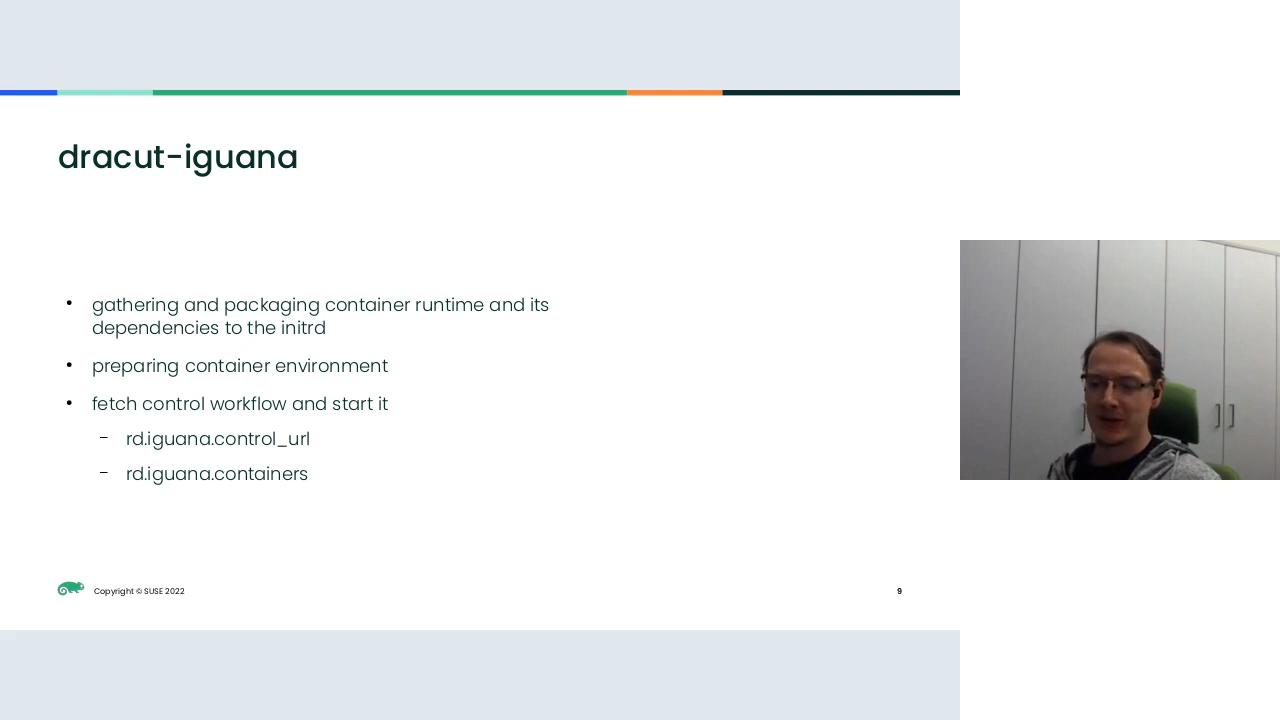 dracut-iguana
• gathering and packaging container runtime and its
dependencies to the initrd
• preparing container environment
• fetch control workflow and start it
– rd.iguana.control_url
– rd.iguana.containers
Copyright © SUSE 2022
9